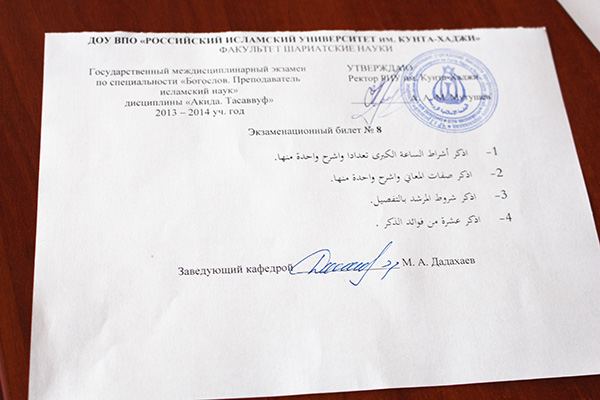 ДОУ ВПО «РОССИЙСКИЙ ИСЛАМСКИЙ УНИВЕРСИТЕТ им. КУНТА-ХАДЖИ»
ФАКУЛЬТЕТ ШАРИАТСКИЕ НАУКИ
Государственный междисциплинарный экзамен
по специальности «Богослов. Преподаватель
исламский наук»
дисциплины «Акида. Тасаввуф»
2013 – 2014 уч. год
УТВЕРЖДАЮ
Ректор РИУ им. Кунта-Хаджи
А. М.
Экзаменационный билет № 8
1- اذكر أشراط الساعة الكبرى تعدادا واشرح واحدة منها.
2- اذكر صفات المعاني واشرح واحدة منها.
3- اذكر شروط المرشد بالتفصيل.
4- اذكر عشرة من فوائد الذكر .
Заведующий кафедрой М. А. Дадахаев